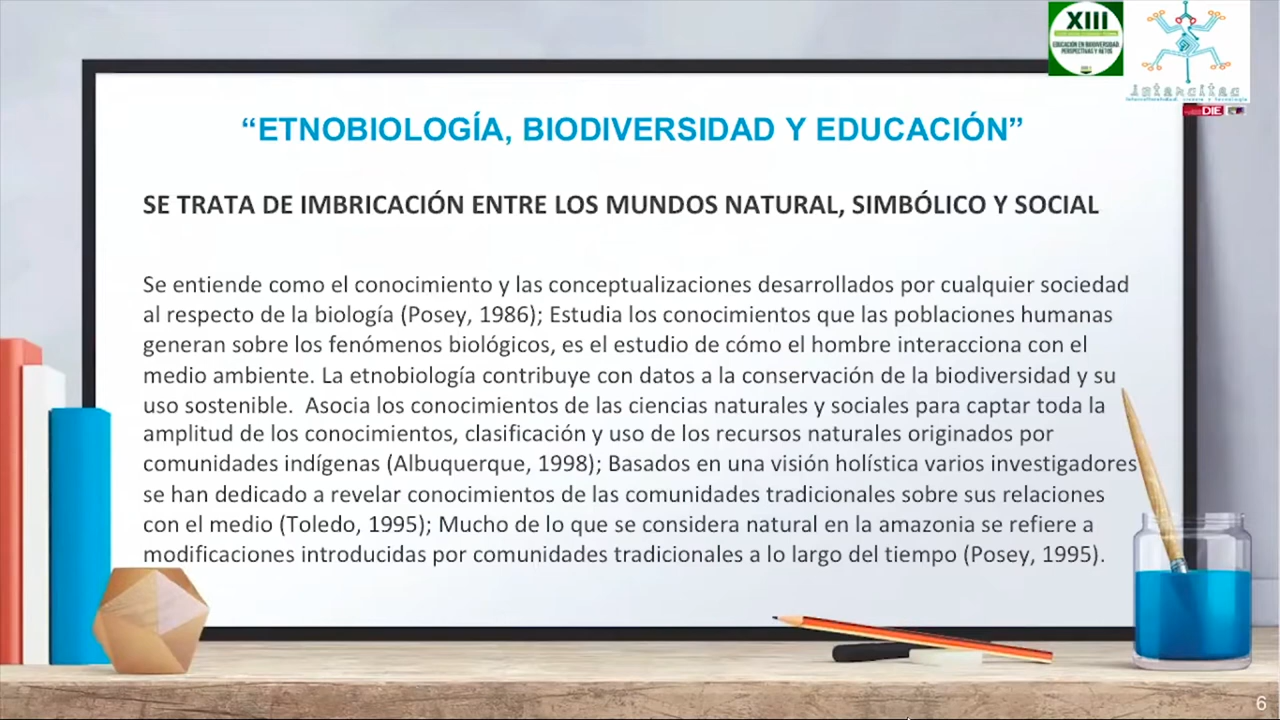 XIII
EDUCACIÓN EN BIODIVERSIDAD
PERSPECTIVAS Y RETOS
Intercitec
Interculturalidad, ciencia y tecnología
DIE
“ETNOBIOLOGÍA, BIODIVERSIDAD Y EDUCACIÓN”
SE TRATA DE IMBRICACIÓN ENTRE LOS MUNDOS NATURAL, SIMBÓLICO Y SOCIAL
Se entiende como el conocimiento y las conceptualizaciones desarrollados por cualquier sociedad
al respecto de la biología (Posey, 1986); Estudia los conocimientos que las poblaciones humanas
generan sobre los fenómenos biológicos, es el estudio de cómo el hombre interacciona con el
medio ambiente. La etnobiología contribuye con datos a la conservación de la biodiversidad y su
uso sostenible.  Asocia los conocimientos de las ciencias naturales y sociales para captar toda la
amplitud de los conocimientos, clasificación y uso de los recursos naturales originados por
comunidades indígenas (Albuquerque, 1998); Basados en una visión holística varios investigadores
se han dedicado a revelar conocimientos de las comunidades tradicionales sobre sus relaciones
con el medio (Toledo, 1995); Mucho de lo que se considera natural en la amazonia se refiere a
modificaciones introducidas por comunidades tradicionales a lo largo del tiempo (Posey, 1995).
6